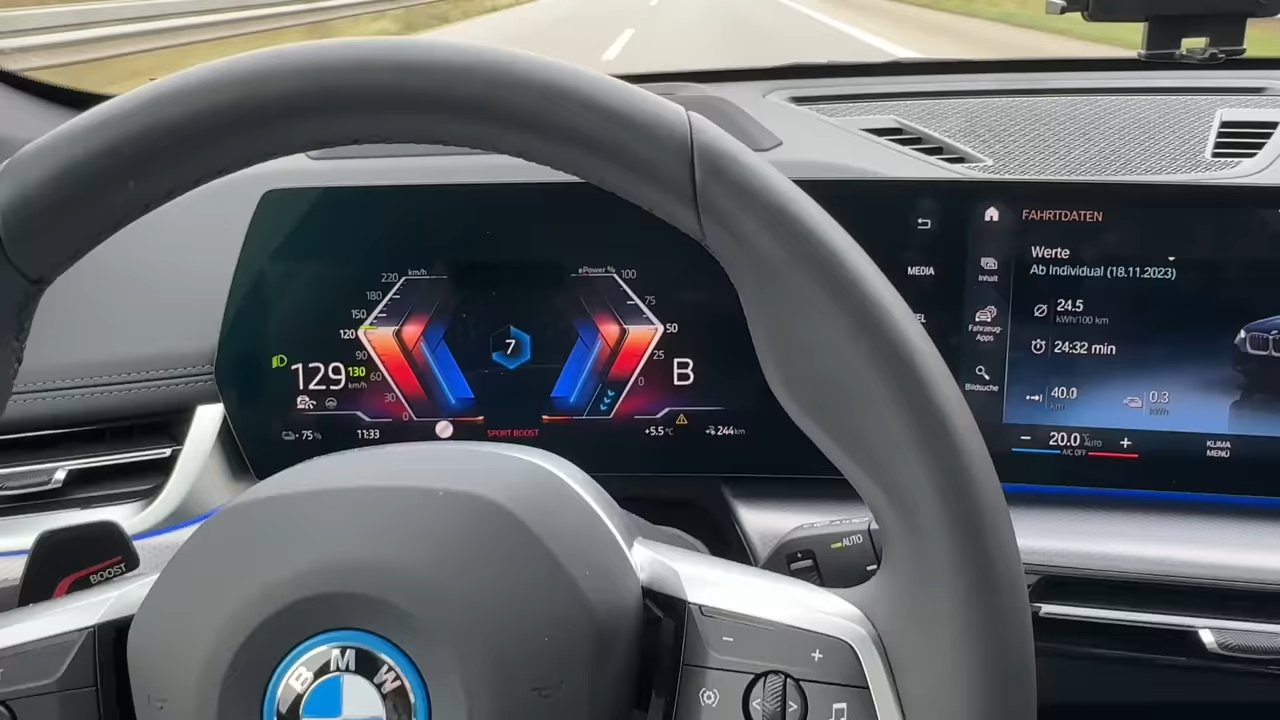 220
km/h
180
150
120
90
60
30
0
129
130
km/h
75 %
11:33
7
SPORT BOOST
ePower %
100
75
50
25
0
B
+5.5 °C
244 km
MEDIA
FAHRTDATEN
Inhalt
Fahrzeug-
Apps
Bildsuche
Werte
Ab Individual (18.11.2023)
24.5
kWh/100 km
24:32 min
40.0
km
0.3
kWh
− 20.0 °C AUTO +
A/C OFF
KLIMA
MENÜ
BOOST
AUTO
− +
BMW